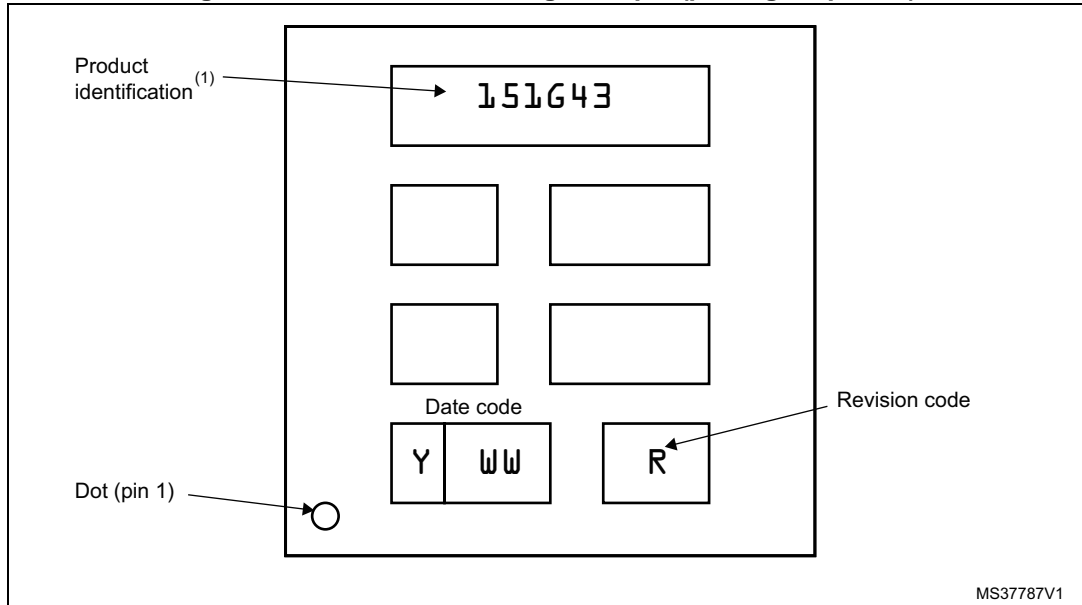 Product
identification(1)
151G43
Date code
Y WW R
Revision code
Dot (pin 1)
MS37787V1